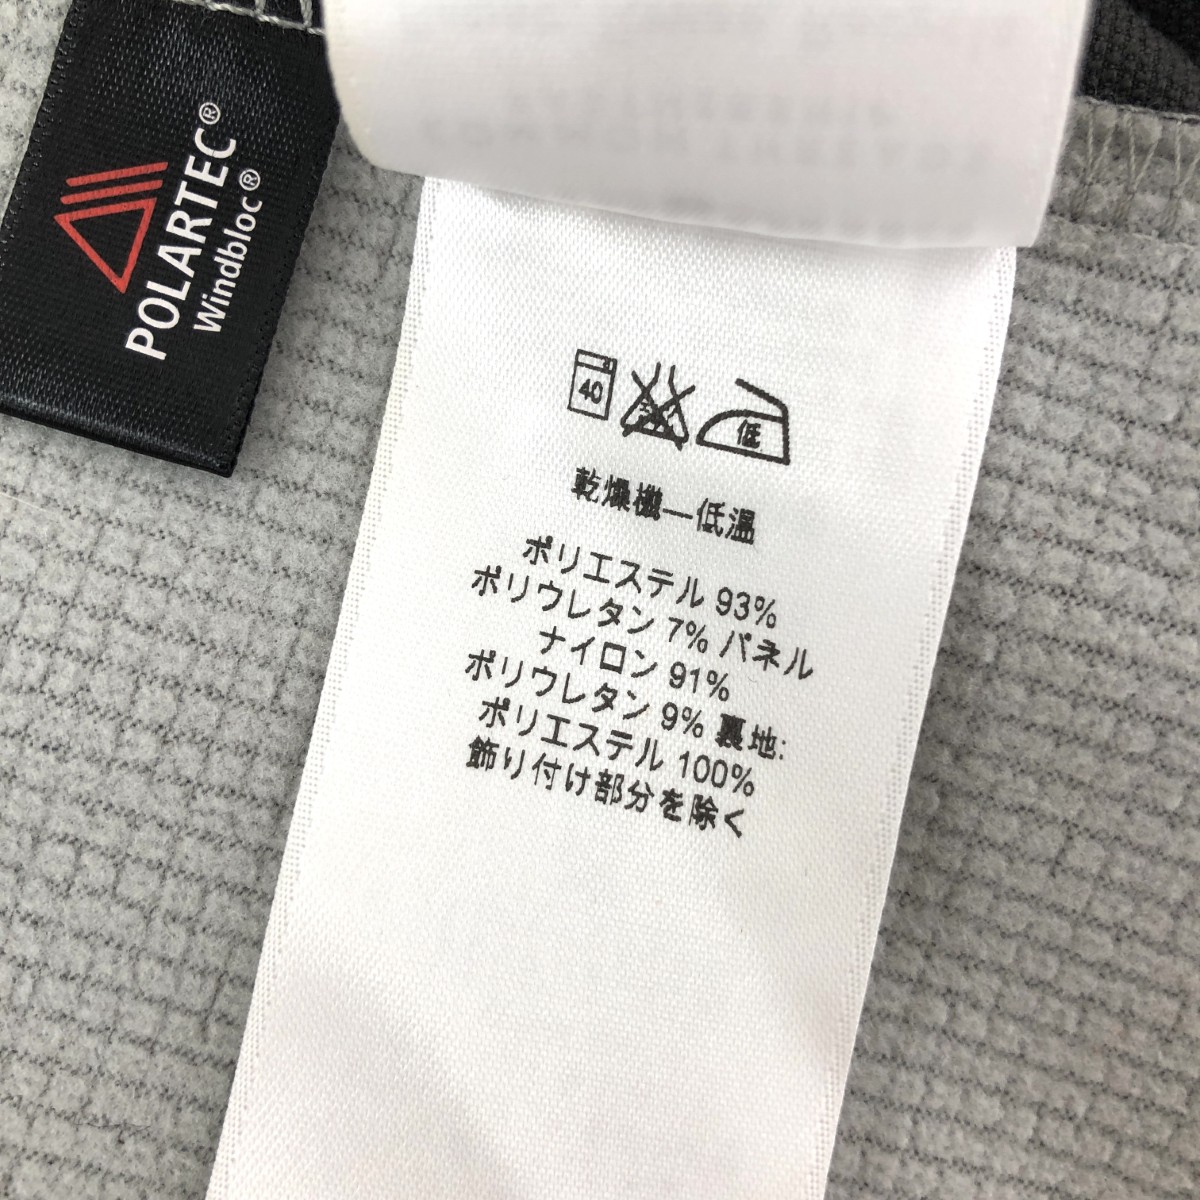 POLARTEC®
Windbloc®
40
低
乾燥機—低温
ポリエステル 93%
ポリウレタン 7% パネル
ナイロン 91%
ポリウレタン 9% 裏地:
ポリエステル 100%
飾り付け部分を除く